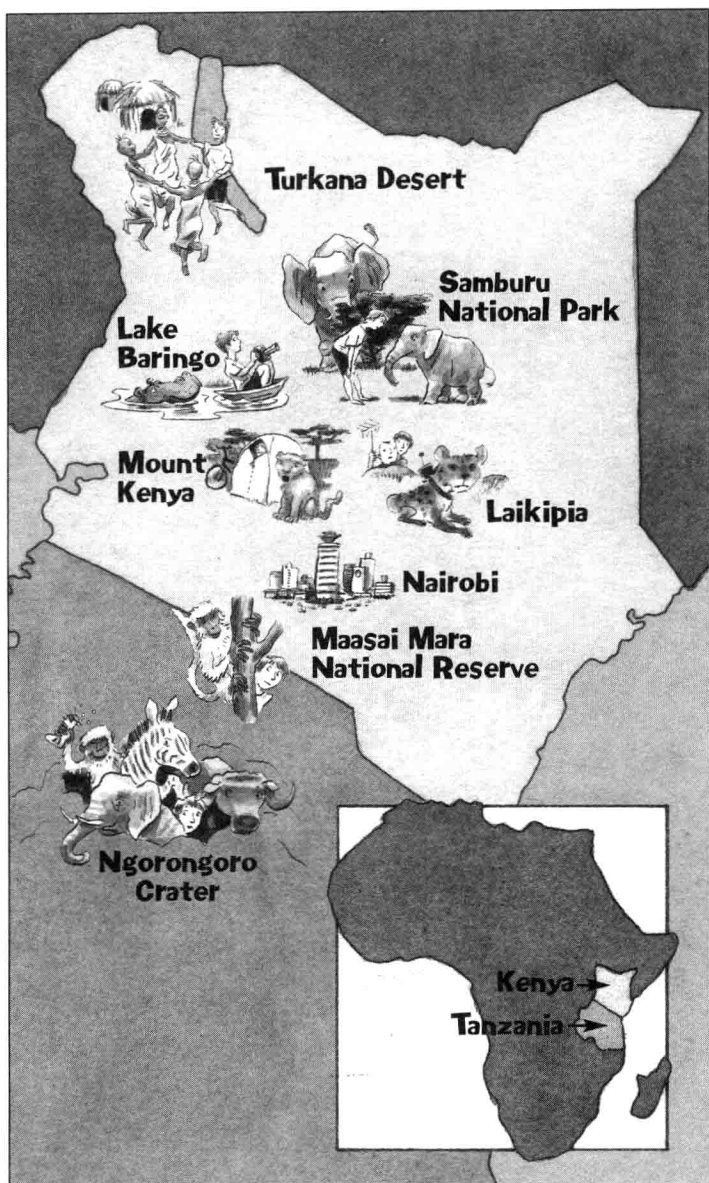 Turkana Desert
Samburu
National Park
Lake
Baringo
Mount
Kenya
Laikipia
Nairobi
Maasai Mara
National Reserve
Ngorongoro
Crater
Kenya
Tanzania